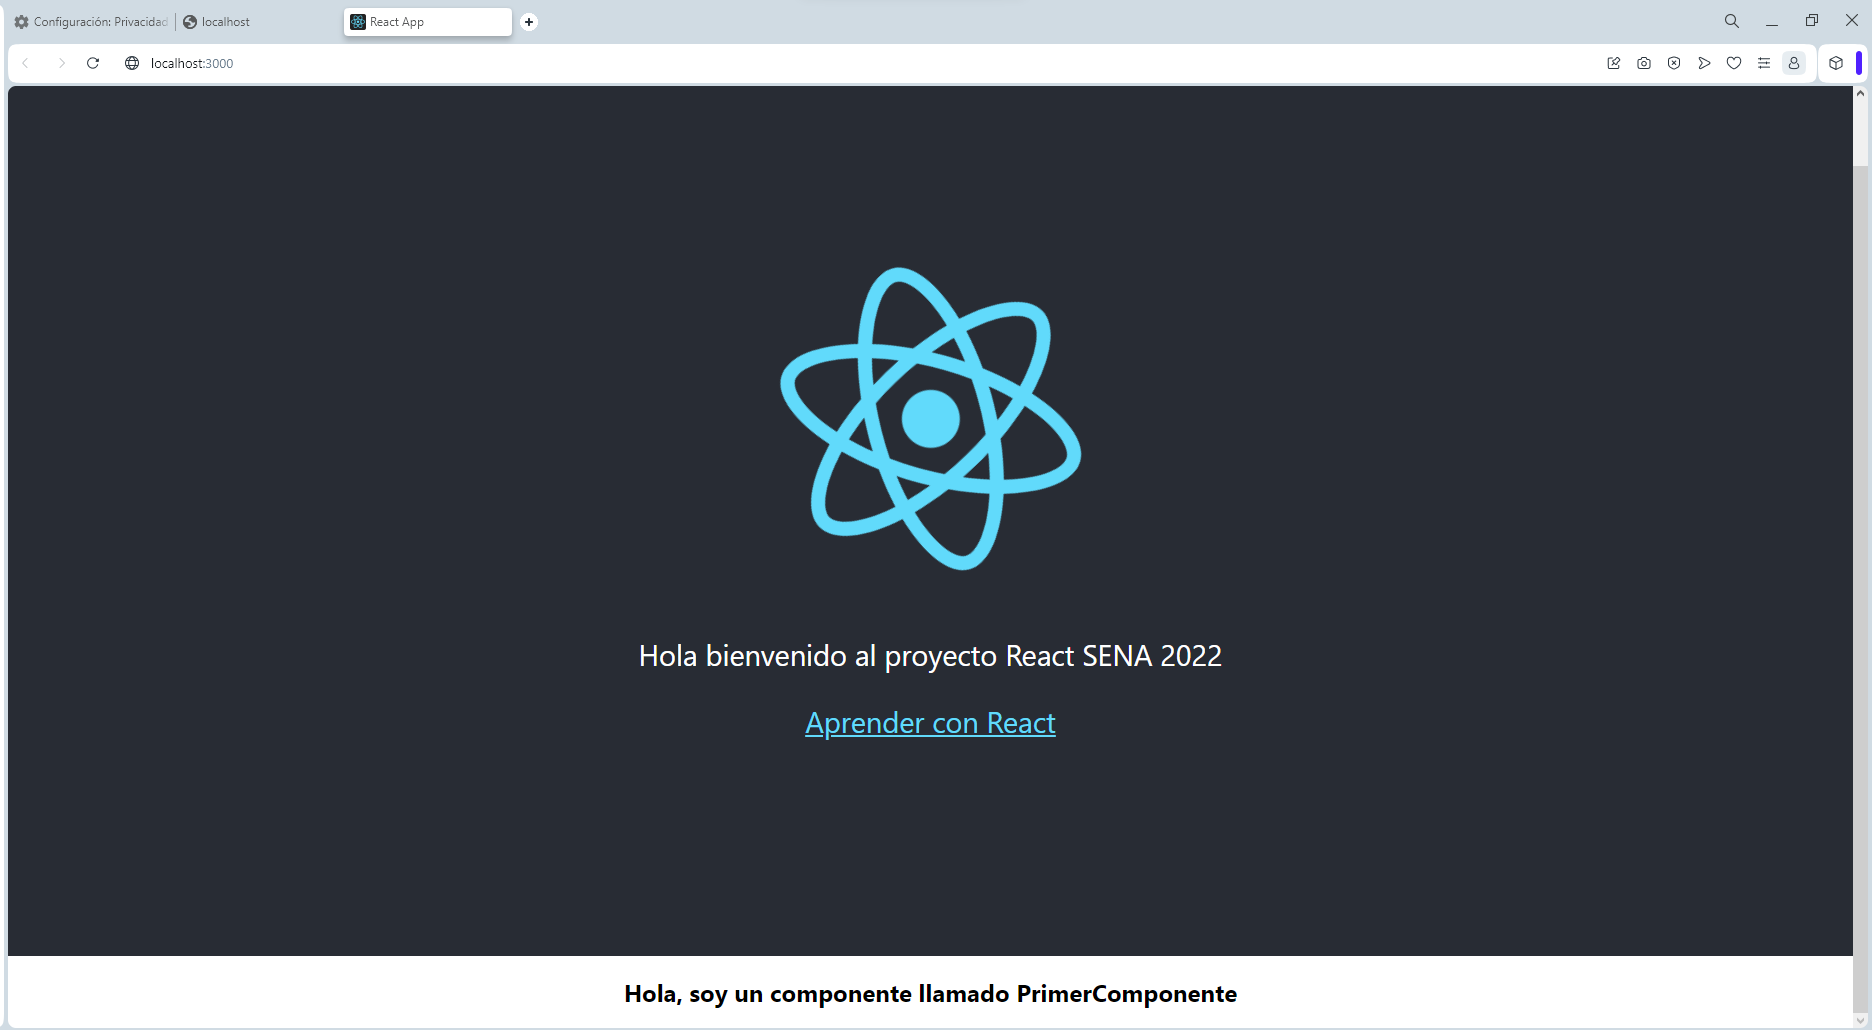 Configuración: Privacidad
localhost
React App
localhost:3000
Hola bienvenido al proyecto React SENA 2022
Aprender con React
Hola, soy un componente llamado PrimerComponente